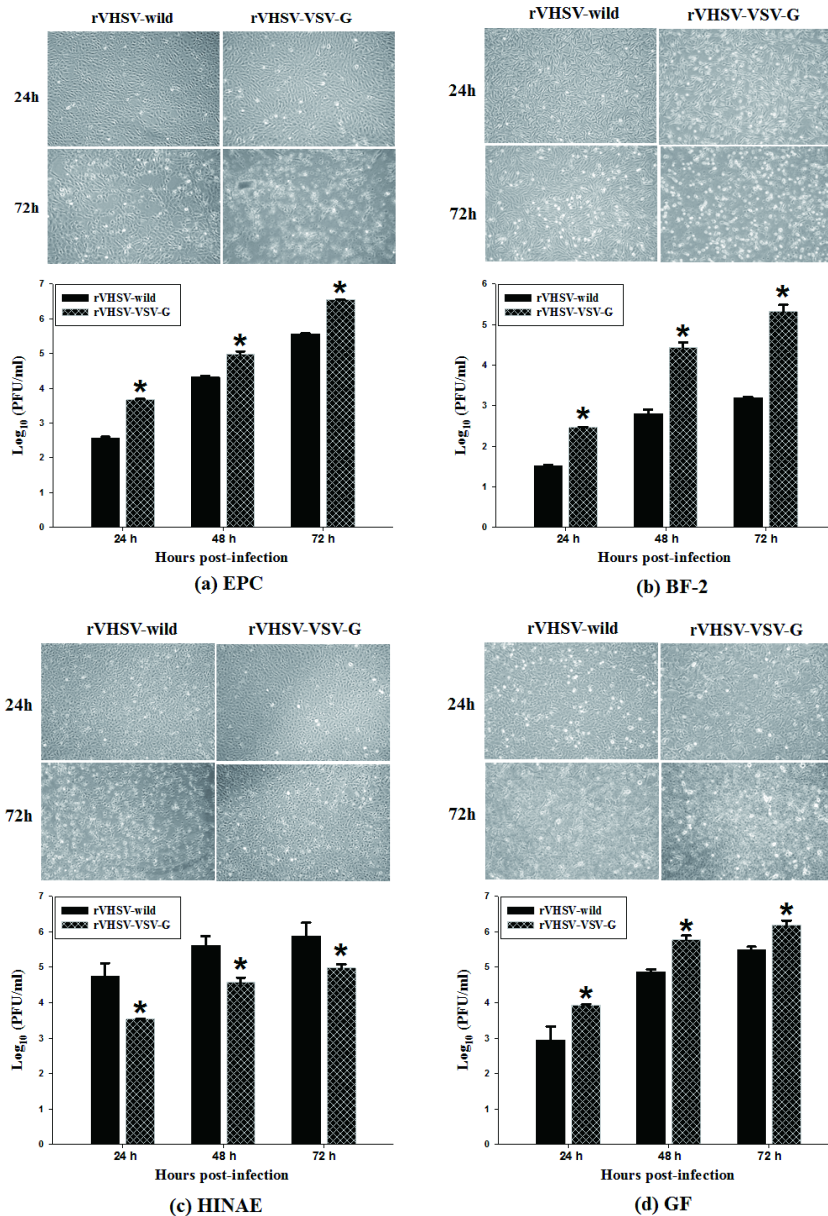 rVHSV-wild rVHSV-VSV-G
24h
72h
7
6
5
4
3
2
1
0
Log10 (PFU/ml)
rVHSV-wild
rVHSV-VSV-G
* * *
24 h 48 h 72 h
Hours post-infection
(a) EPC
rVHSV-wild rVHSV-VSV-G
24h
72h
6
5
4
3
2
1
0
Log10 (PFU/ml)
rVHSV-wild
rVHSV-VSV-G
* * *
24 h 48 h 72 h
Hours post-infection
(b) BF-2
rVHSV-wild rVHSV-VSV-G
24h
72h
7
6
5
4
3
2
1
0
Log10 (PFU/ml)
rVHSV-wild
rVHSV-VSV-G
* * *
24 h 48 h 72 h
Hours post-infection
(c) HINAE
rVHSV-wild rVHSV-VSV-G
24h
72h
7
6
5
4
3
2
1
0
Log10 (PFU/ml)
rVHSV-wild
rVHSV-VSV-G
* * *
24 h 48 h 72 h
Hours post-infection
(d) GF